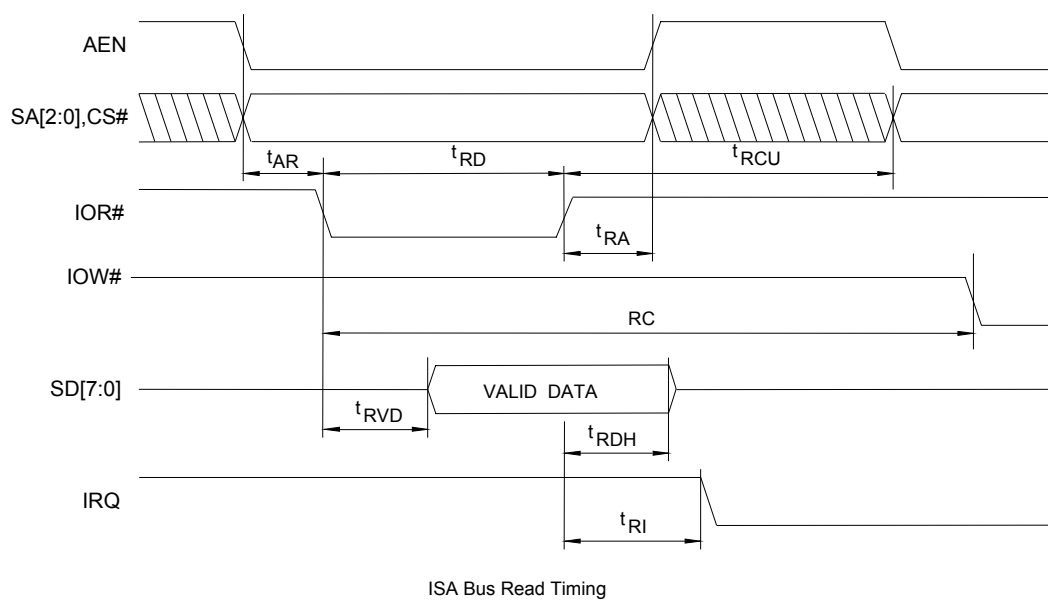 AEN
SA[2:0],CS#
tAR
tRD
tRCU
IOR#
tRA
IOW#
RC
SD[7:0]
VALID DATA
tRVD
tRDH
IRQ
tRI
ISA Bus Read Timing